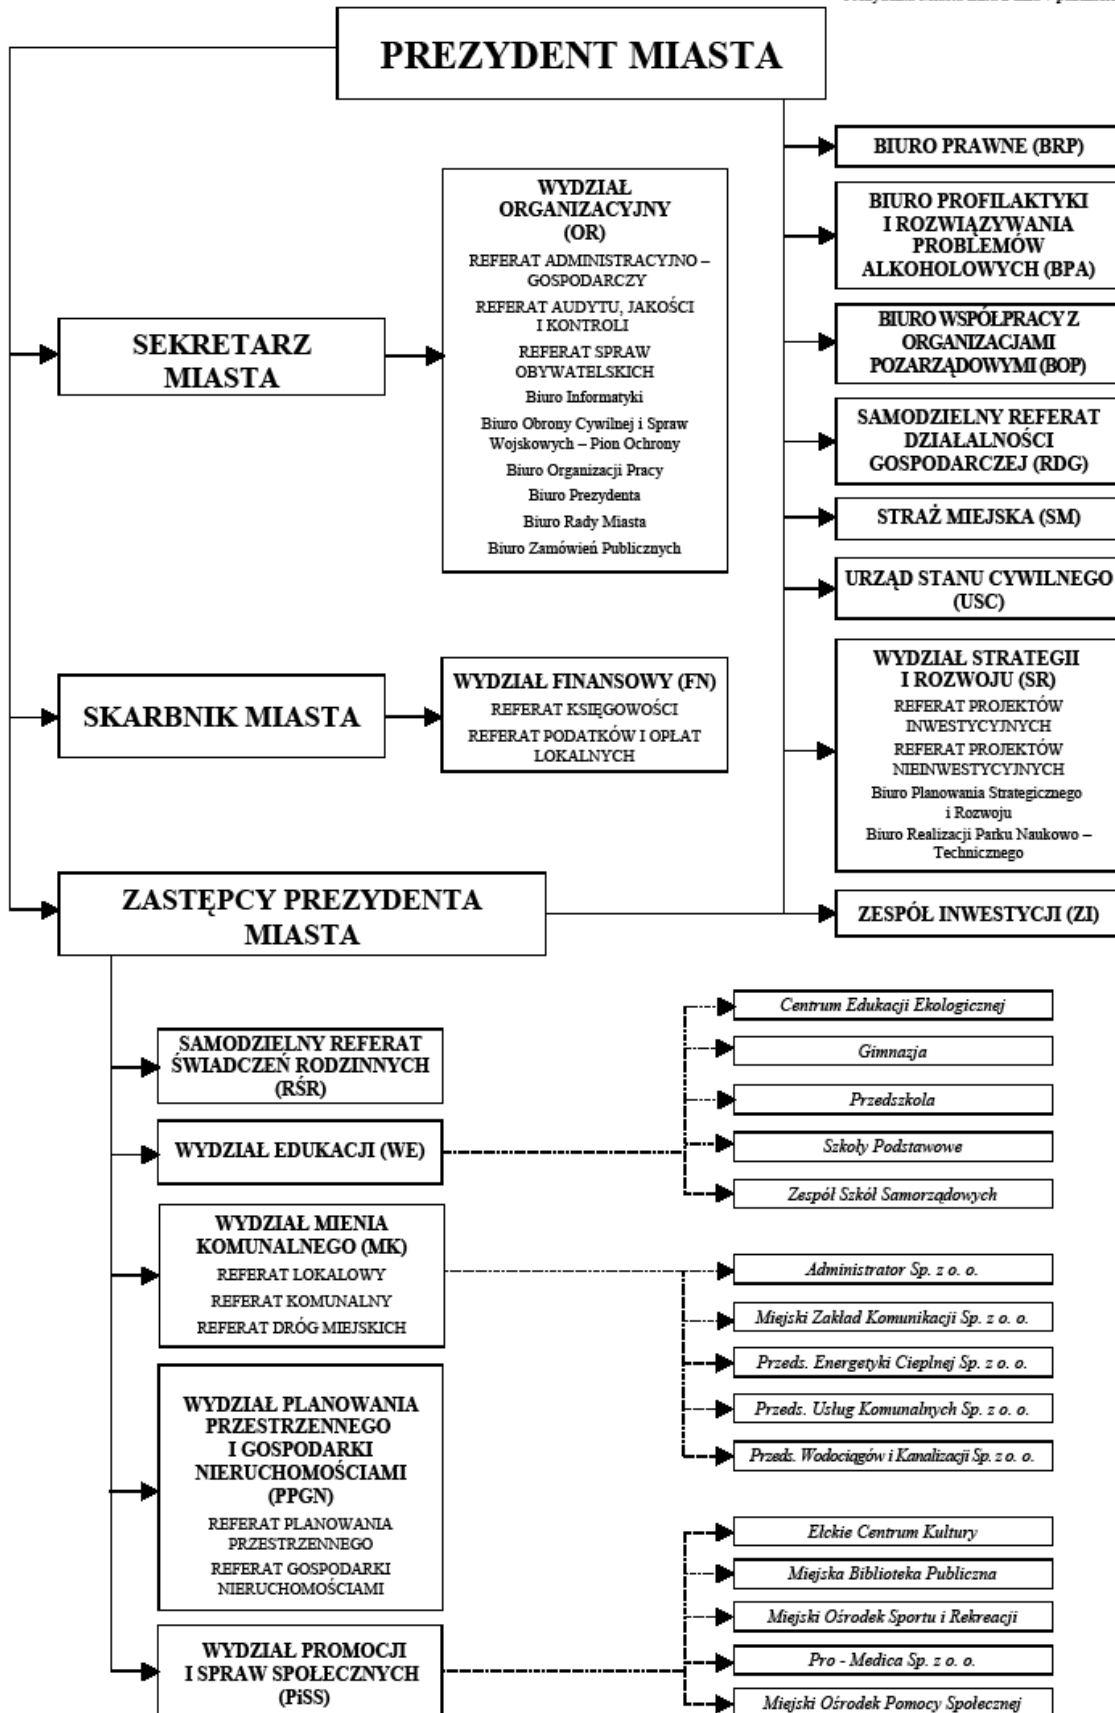 PREZYDENT MIASTA
BIURO PRAWNE (BRP)
BIURO PROFILAKTYKI
I ROZWIĄZYWANIA
PROBLEMÓW
ALKOHOLOWYCH (BPA)
BIURO WSPÓŁPRACY Z
ORGANIZACJAMI
POZARZĄDOWYMI (BOP)
SAMODZIELNY REFERAT
DZIAŁALNOŚCI
GOSPODARCZEJ (RDG)
STRAŻ MIEJSKA (SM)
URZĄD STANU CYWILNEGO
(USC)
WYDZIAŁ STRATEGII
I ROZWOJU (SR)
REFERAT PROJEKTÓW
INWESTYCYJNYCH
REFERAT PROJEKTÓW
NIEINWESTYCYJNYCH
Biuro Planowania Strategicznego
i Rozwoju
Biuro Realizacji Parku Naukowo –
Technicznego
ZESPÓŁ INWESTYCJI (ZI)
SEKRETARZ
MIASTA
WYDZIAŁ
ORGANIZACYJNY
(OR)
REFERAT ADMINISTRACYJNO –
GOSPODARCZY
REFERAT AUDYTU, JAKOŚCI
I KONTROLI
REFERAT SPRAW
OBYWATELSKICH
Biuro Informatyki
Biuro Obrony Cywilnej i Spraw
Wojskowych – Pion Ochrony
Biuro Organizacji Pracy
Biuro Prezydenta
Biuro Rady Miasta
Biuro Zamówień Publicznych
SKARBNIK MIASTA
WYDZIAŁ FINANSOWY (FN)
REFERAT KSIĘGOWOŚCI
REFERAT PODATKÓW I OPŁAT
LOKALNYCH
ZASTĘPCY PREZYDENTA
MIASTA
SAMODZIELNY REFERAT
ŚWIADCZEŃ RODZINNYCH
(RŚR)
WYDZIAŁ EDUKACJI (WE)
Centrum Edukacji Ekologicznej
Gimnazja
Przedszkola
Szkoły Podstawowe
Zespół Szkół Samorządowych
WYDZIAŁ MIENIA
KOMUNALNEGO (MK)
REFERAT LOKALOWY
REFERAT KOMUNALNY
REFERAT DRÓG MIEJSKICH
Administrator Sp. z o. o.
Miejski Zakład Komunikacji Sp. z o. o.
Przeds. Energetyki Cieplnej Sp. z o. o.
Przeds. Usług Komunalnych Sp. z o. o.
Przeds. Wodociągów i Kanalizacji Sp. z o. o.
WYDZIAŁ PLANOWANIA
PRZESTRZENNEGO
I GOSPODARKI
NIERUCHOMOŚCIAMI
(PPGN)
REFERAT PLANOWANIA
PRZESTRZENNEGO
REFERAT GOSPODARKI
NIERUCHOMOŚCIAMI
WYDZIAŁ PROMOCJI
I SPRAW SPOŁECZNYCH
(PiSS)
Ełckie Centrum Kultury
Miejska Biblioteka Publiczna
Miejski Ośrodek Sportu i Rekreacji
Pro - Medica Sp. z o. o.
Miejski Ośrodek Pomocy Społecznej